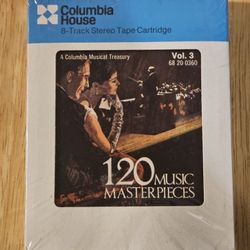 Columbia
House
8-Track Stereo Tape Cartridge
A Columbia Musical Treasury
Vol. 3
68 20-0360
120 MUSIC
MASTERPIECES